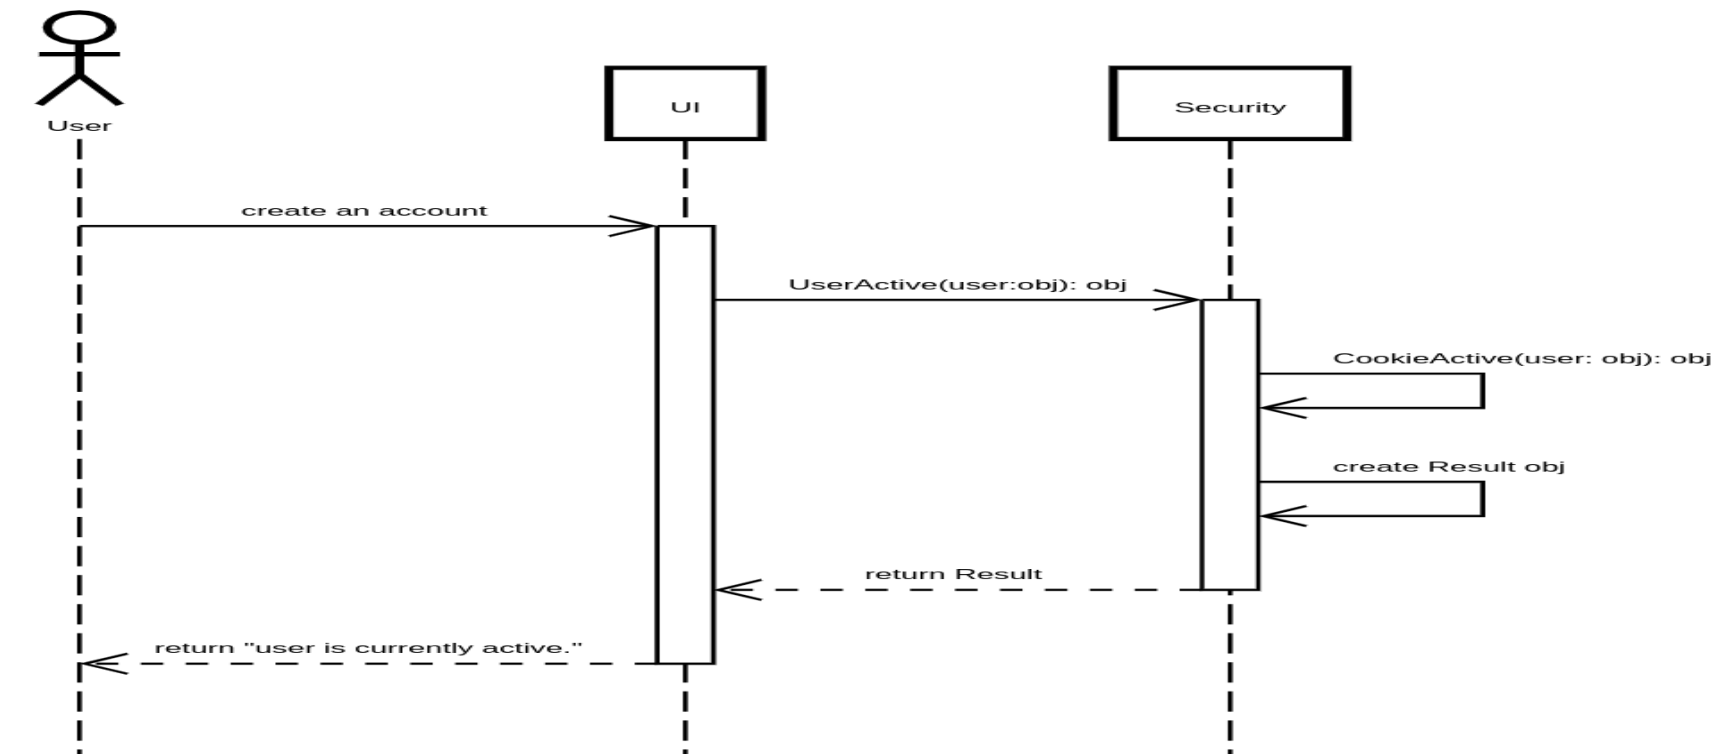 User
UI
Security
create an account
UserActive(user:obj): obj
CookieActive(user: obj): obj
create Result obj
return Result
return "user is currently active."